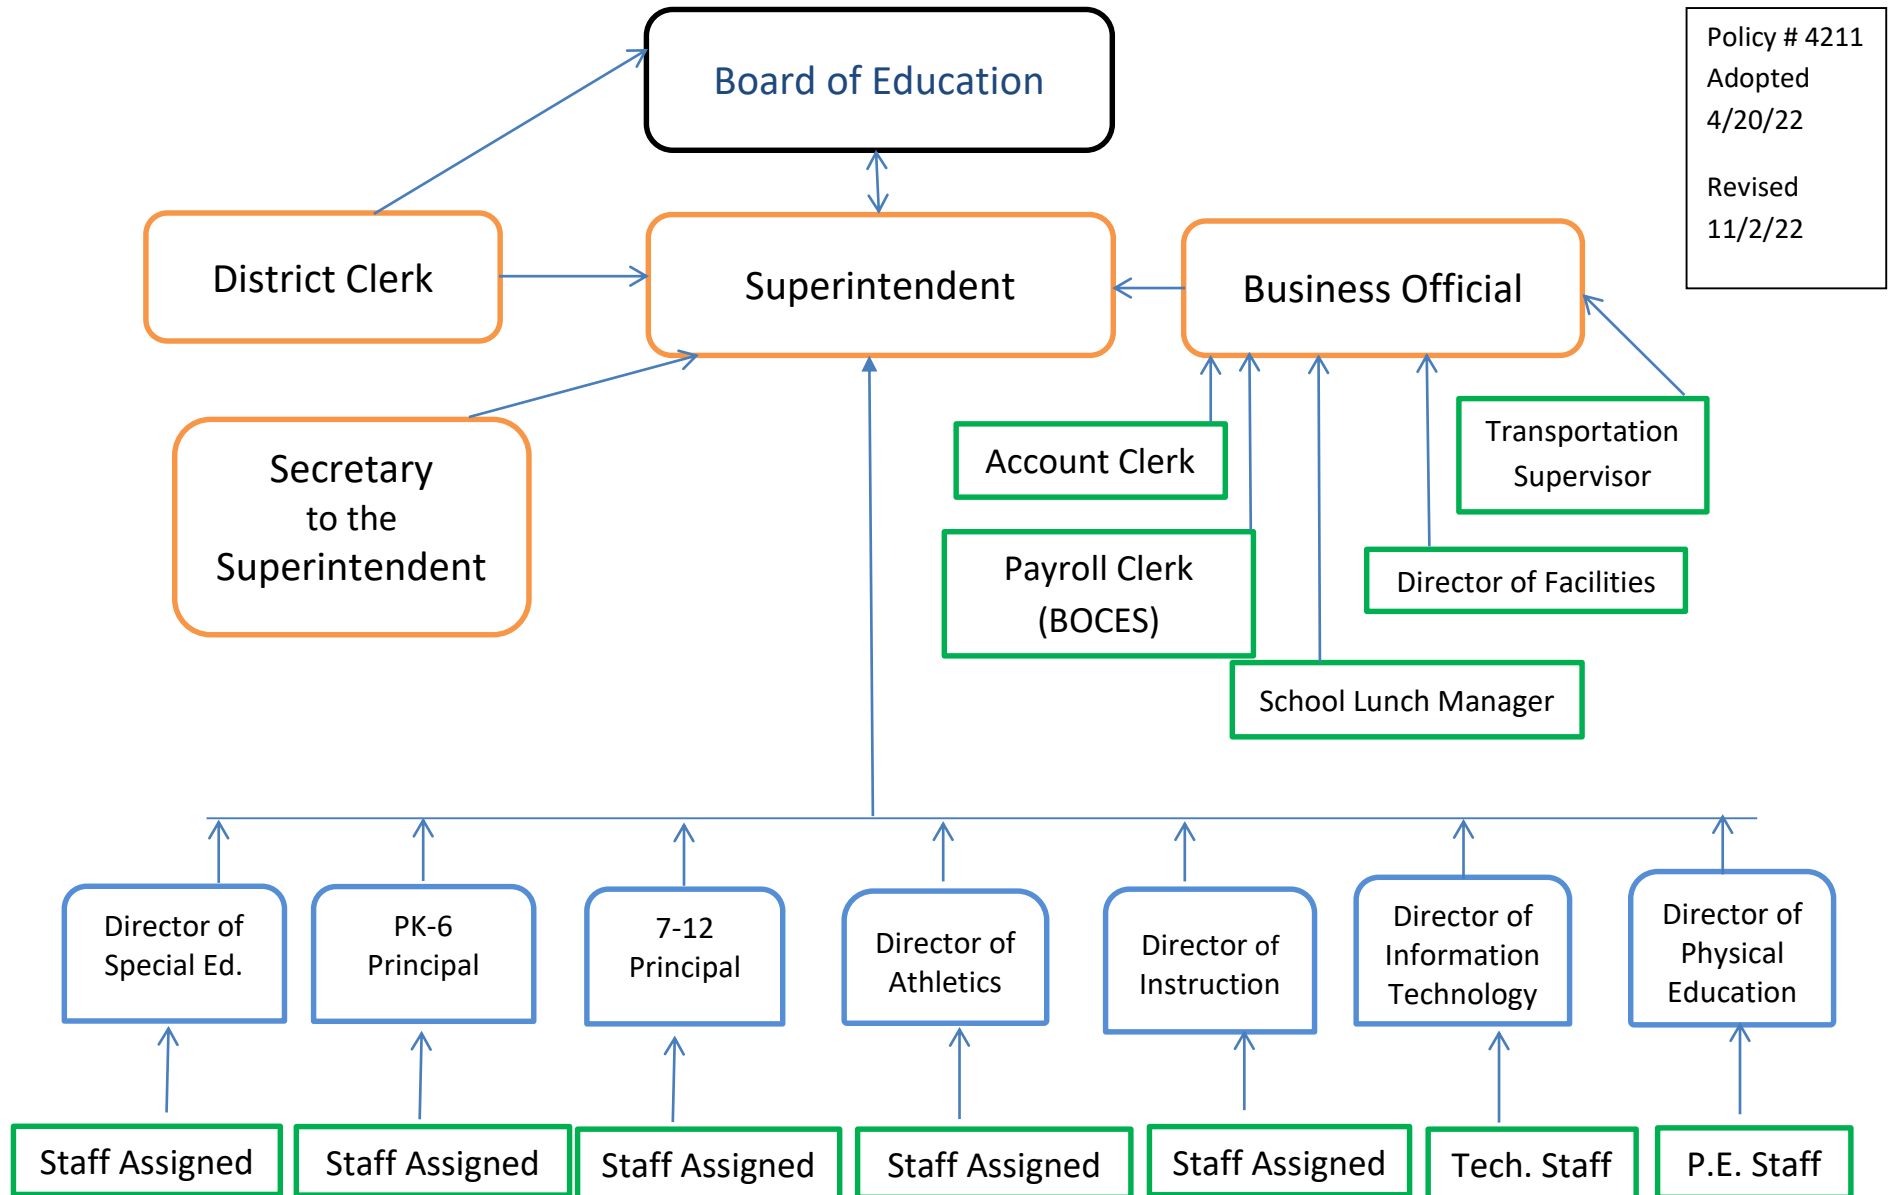 Board of Education
Policy # 4211
Adopted
4/20/22
Revised
11/2/22
District Clerk
Superintendent
Business Official
Secretary
to the
Superintendent
Account Clerk
Transportation
Supervisor
Payroll Clerk
(BOCES)
Director of Facilities
School Lunch Manager
Director of
Special Ed.
PK-6
Principal
7-12
Principal
Director of
Athletics
Director of
Instruction
Director of
Information
Technology
Director of
Physical
Education
Staff Assigned
Staff Assigned
Staff Assigned
Staff Assigned
Staff Assigned
Tech. Staff
P.E. Staff